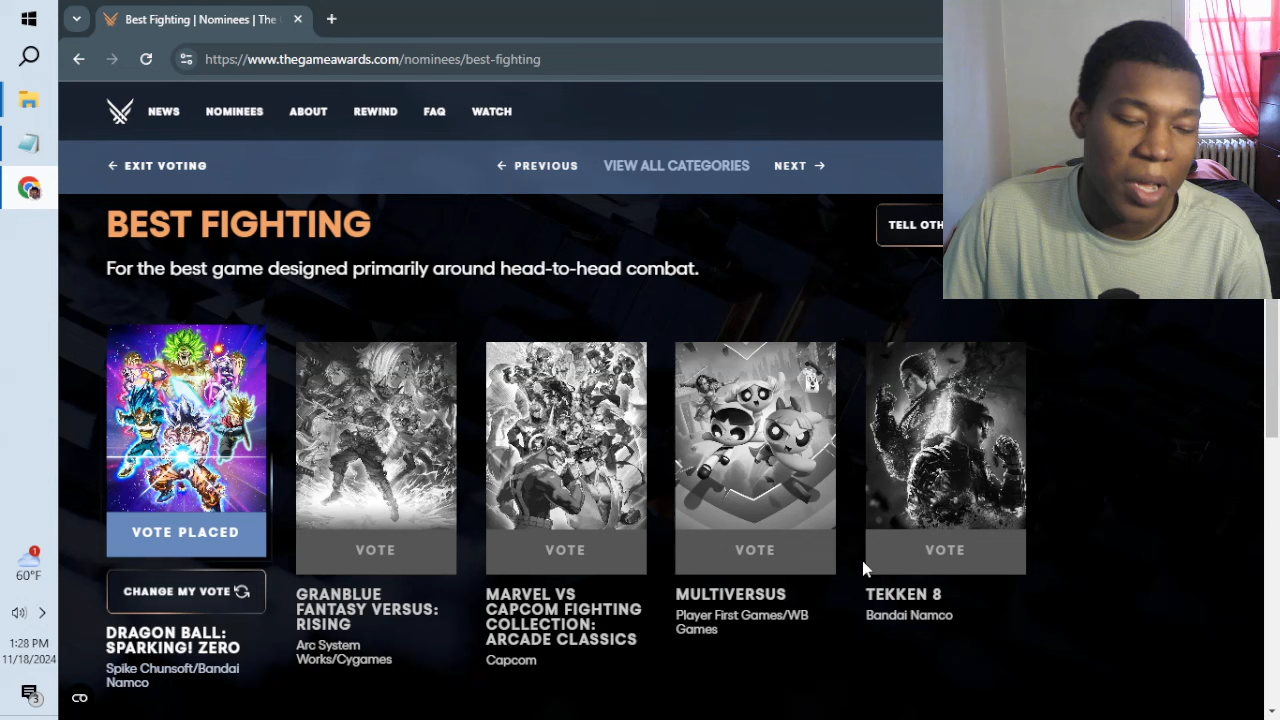 Best Fighting | Nominees | The
https://www.thegameawards.com/nominees/best-fighting
NEWS
NOMINEES
ABOUT
REWIND
FAQ
WATCH
← EXIT VOTING
← PREVIOUS
VIEW ALL CATEGORIES
NEXT →
BEST FIGHTING
TELL OTH
For the best game designed primarily around head-to-head combat.
VOTE PLACED
CHANGE MY VOTE
DRAGON BALL:
SPARKING! ZERO
Spike Chunsoft/Bandai
Namco
VOTE
GRANBLUE
FANTASY VERSUS:
RISING
Arc System
Works/Cygames
VOTE
MARVEL VS
CAPCOM FIGHTING
COLLECTION:
ARCADE CLASSICS
Capcom
VOTE
MULTIVERSUS
Player First Games/WB
Games
VOTE
TEKKEN 8
Bandai Namco
1
60°F
1:28 PM
11/18/2024
3